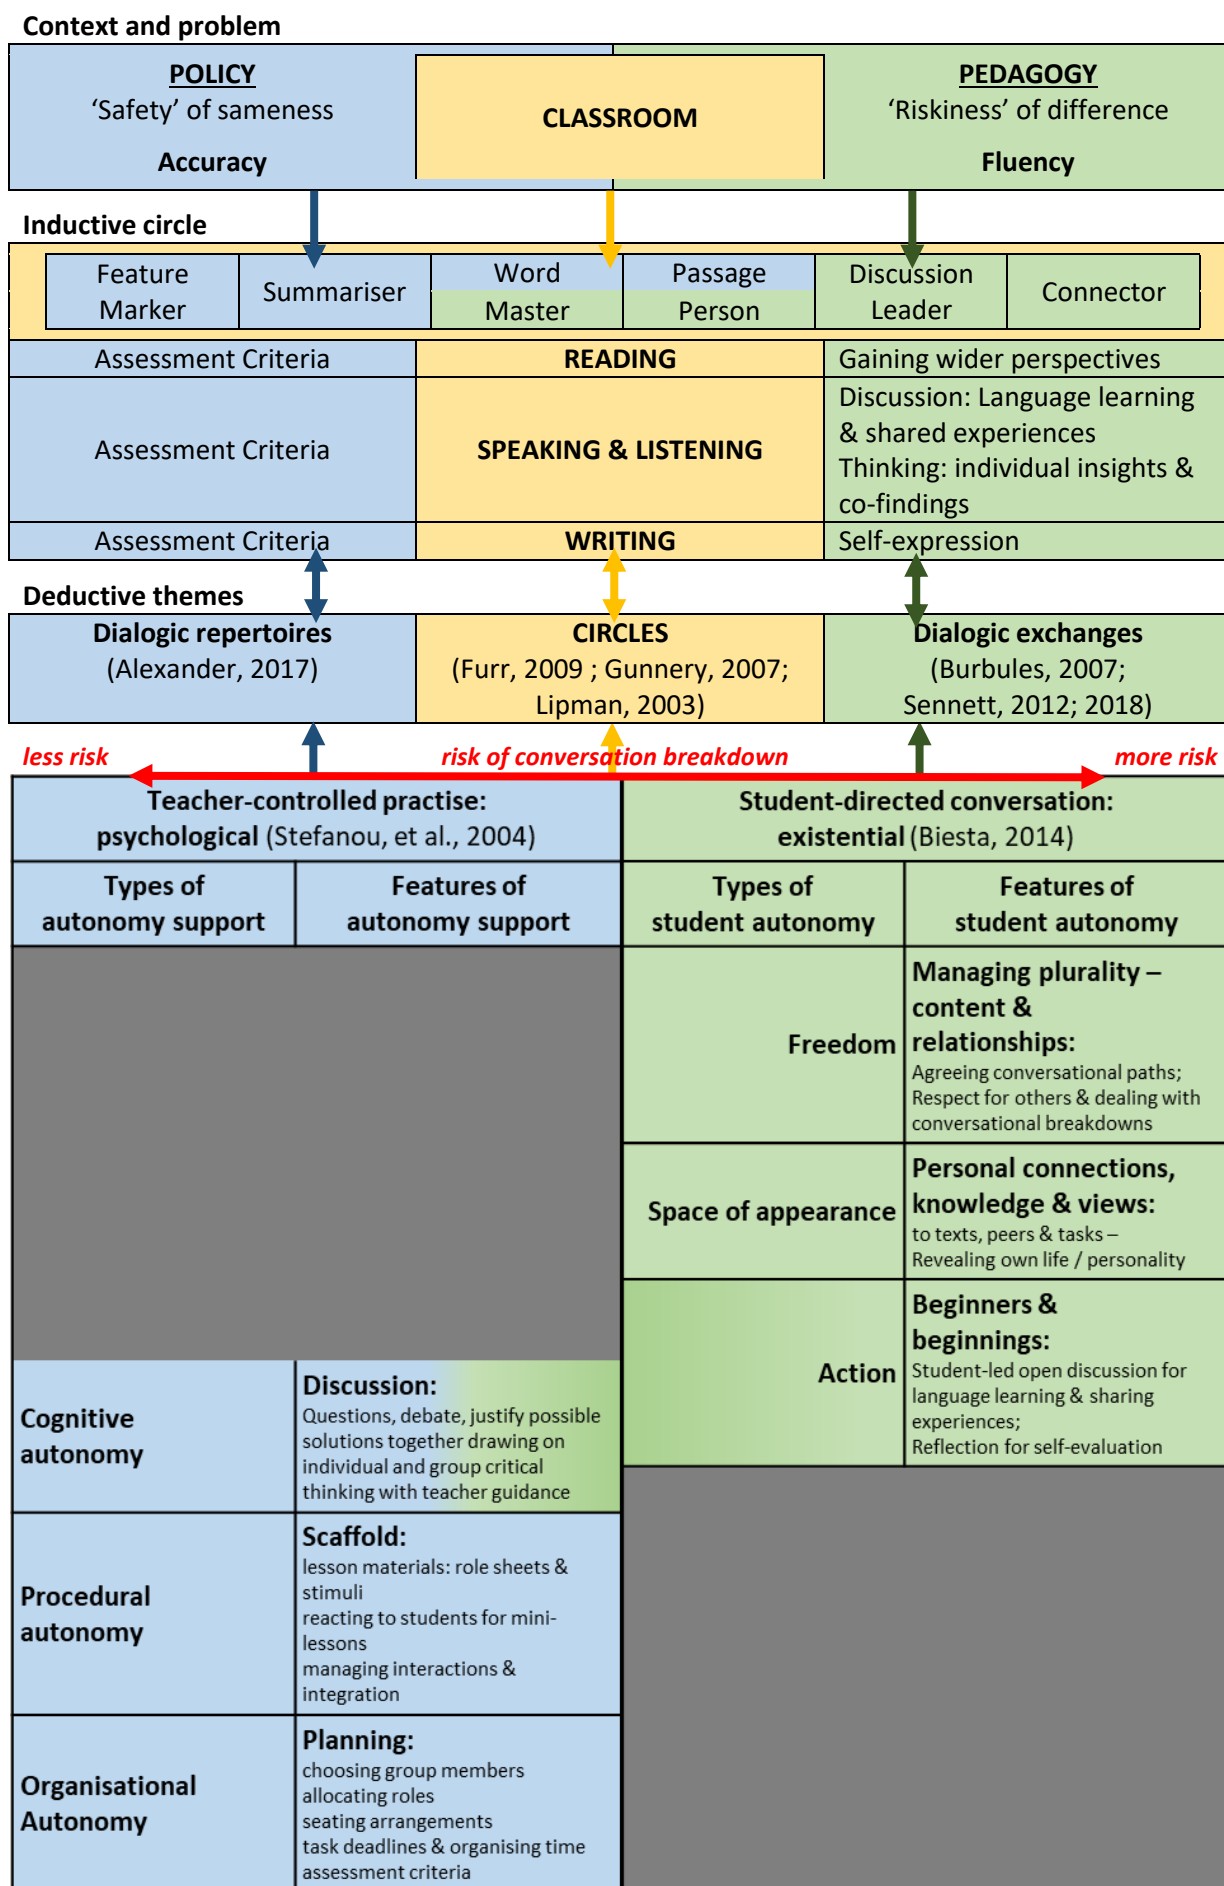 Context and problem
POLICY
‘Safety’ of sameness
Accuracy
CLASSROOM
PEDAGOGY
‘Riskiness’ of difference
Fluency
Inductive circle
Feature
Marker
Summariser
Word
Master
Passage
Person
Discussion
Leader
Connector
Assessment Criteria
READING
Gaining wider perspectives
Assessment Criteria
SPEAKING & LISTENING
Discussion: Language learning
& shared experiences
Thinking: individual insights &
co-findings
Assessment Criteria
WRITING
Self-expression
Deductive themes
Dialogic repertoires
(Alexander, 2017)
CIRCLES
(Furr, 2009 ; Gunnery, 2007;
Lipman, 2003)
Dialogic exchanges
(Burbules, 2007;
Sennett, 2012; 2018)
less risk
risk of conversation breakdown
more risk
Teacher-controlled practise:
psychological (Stefanou, et al., 2004)
Student-directed conversation:
existential (Biesta, 2014)
Types of
autonomy support
Features of
autonomy support
Types of
student autonomy
Features of
student autonomy
Freedom
Managing plurality –
content &
relationships:
Agreeing conversational paths;
Respect for others & dealing with
conversational breakdowns
Space of appearance
Personal connections,
knowledge & views:
to texts, peers & tasks –
Revealing own life / personality
Action
Beginners &
beginnings:
Student-led open discussion for
language learning & sharing
experiences;
Reflection for self-evaluation
Cognitive
autonomy
Discussion:
Questions, debate, justify possible
solutions together drawing on
individual and group critical
thinking with teacher guidance
Procedural
autonomy
Scaffold:
lesson materials: role sheets &
stimuli
reacting to students for mini-
lessons
managing interactions &
integration
Organisational
Autonomy
Planning:
choosing group members
allocating roles
seating arrangements
task deadlines & organising time
assessment criteria